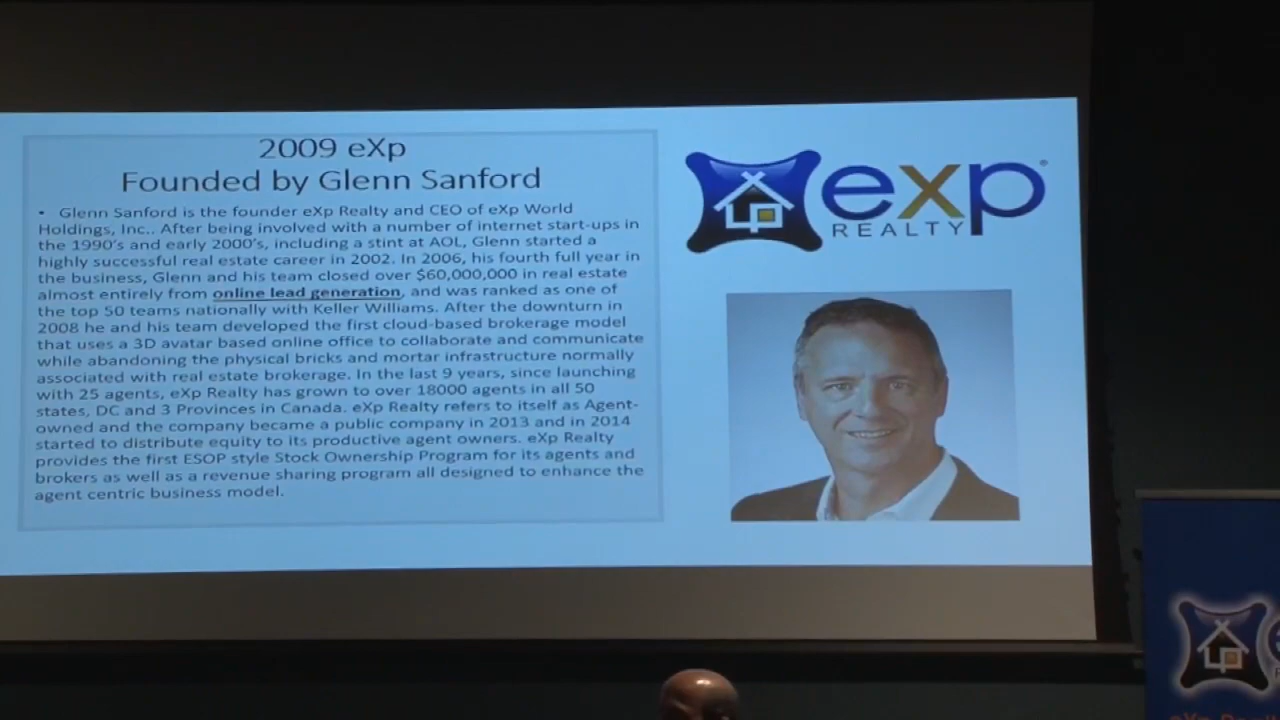 2009 eXp
Founded by Glenn Sanford
• Glenn Sanford is the founder eXp Realty and CEO of eXp World
Holdings, Inc.. After being involved with a number of internet start-ups in
the 1990's and early 2000's, including a stint at AOL, Glenn started a
highly successful real estate career in 2002. In 2006, his fourth full year in
the business, Glenn and his team closed over $60,000,000 in real estate
almost entirely from online lead generation, and was ranked as one of
the top 50 teams nationally with Keller Williams. After the downturn in
2008 he and his team developed the first cloud-based brokerage model
that uses a 3D avatar based online office to collaborate and communicate
while abandoning the physical bricks and mortar infrastructure normally
associated with real estate brokerage. In the last 9 years, since launching
with 25 agents, eXp Realty has grown to over 18000 agents in all 50
states, DC and 3 Provinces in Canada. eXp Realty refers to itself as Agent-
owned and the company became a public company in 2013 and in 2014
started to distribute equity to its productive agent owners. eXp Realty
provides the first ESOP style Stock Ownership Program for its agents and
brokers as well as a revenue sharing program all designed to enhance the
agent centric business model.
eXp®
REALTY